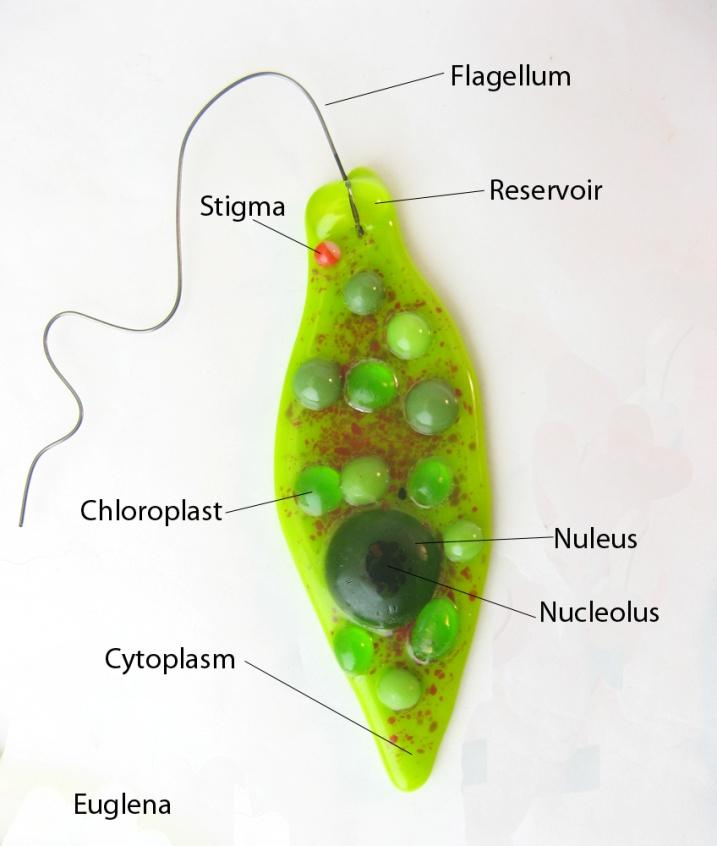 Flagellum
Reservoir
Stigma
Chloroplast
Nuleus
Nucleolus
Cytoplasm
Euglena